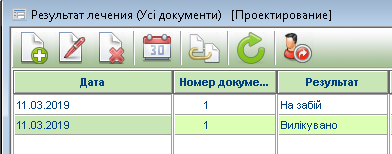 Результат лечения (Усі документи) [Проектирование]
30
Дата Номер докуме... Результат
11.03.2019 1 На забій
11.03.2019 1 Вилікувано